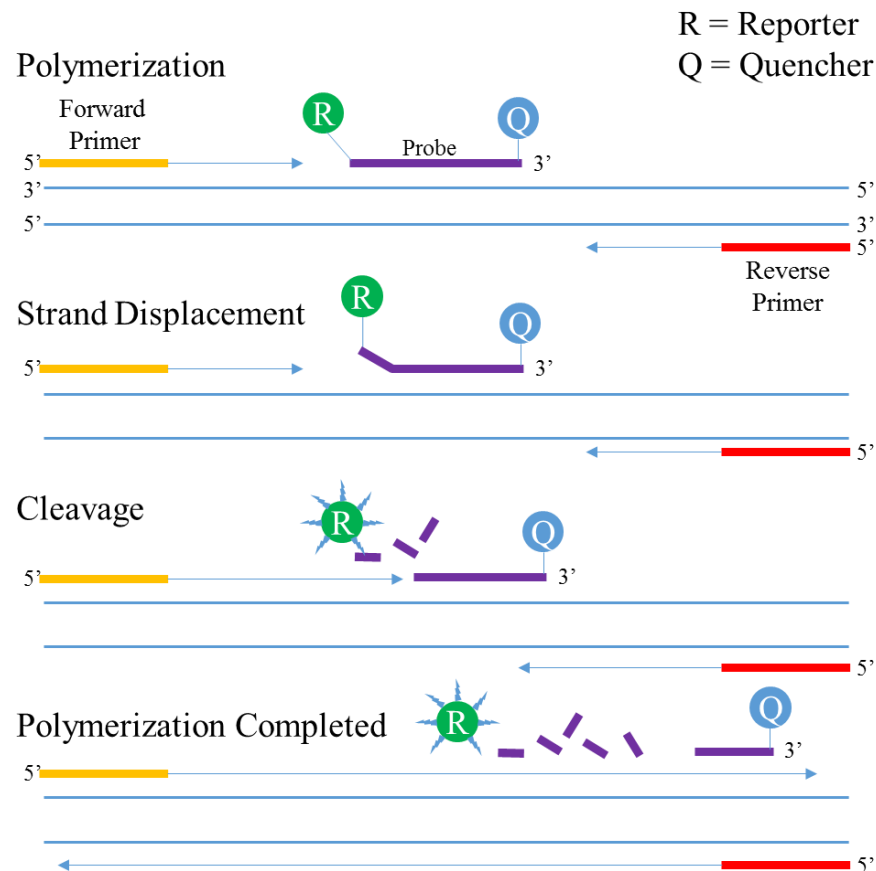 R = Reporter
Q = Quencher
Polymerization
Forward
Primer
R
Q
Probe
5’
3’
3’
5’
5’
3’
5’
Reverse
Primer
Strand Displacement
R
Q
5’
3’
5’
Cleavage
R
Q
5’
3’
5’
Polymerization Completed
R
Q
3’
5’
5’